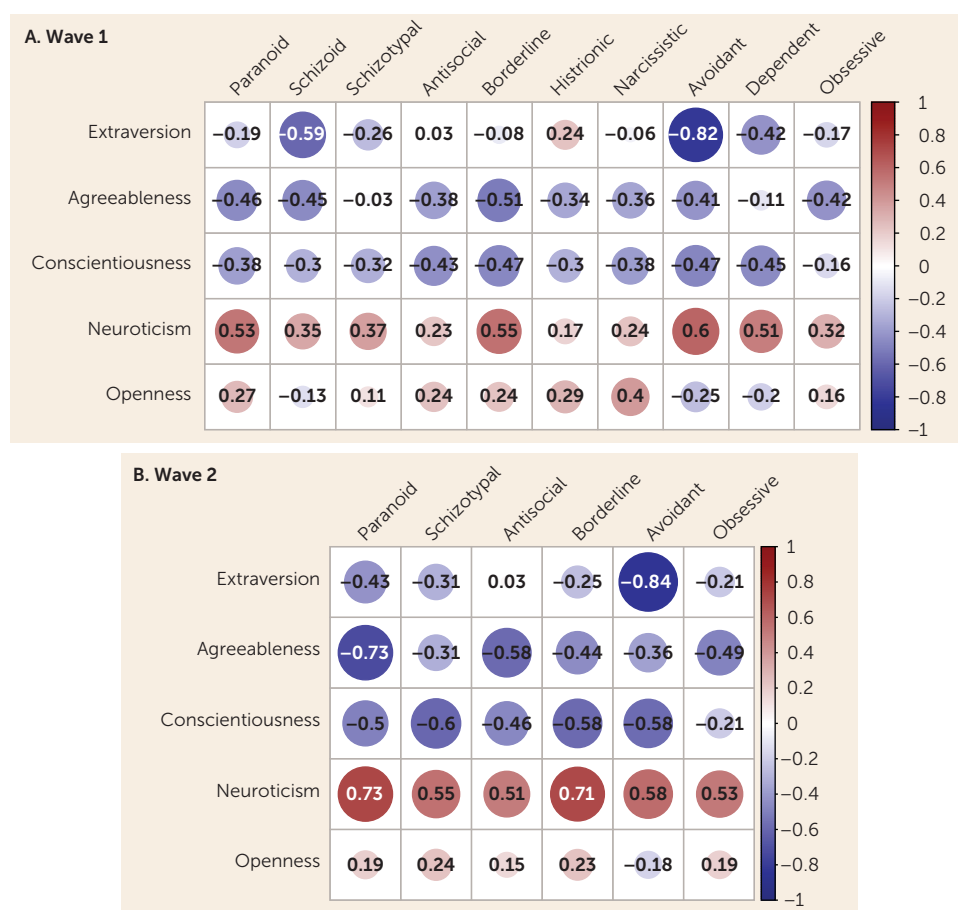 A. Wave 1
Paranoid Schizoid Schizotypal Antisocial Borderline Histrionic Narcissistic Avoidant Dependent Obsessive
Extraversion −0.19 −0.59 −0.26 0.03 −0.08 0.24 −0.06 −0.82 −0.42 −0.17
Agreeableness −0.46 −0.45 −0.03 −0.38 −0.51 −0.34 −0.36 −0.41 −0.11 −0.42
Conscientiousness −0.38 −0.3 −0.32 −0.43 −0.47 −0.3 −0.38 −0.47 −0.45 −0.16
Neuroticism 0.53 0.35 0.37 0.23 0.55 0.17 0.24 0.6 0.51 0.32
Openness 0.27 −0.13 0.11 0.24 0.24 0.29 0.4 −0.25 −0.2 0.16
1
0.8
0.6
0.4
0.2
0
−0.2
−0.4
−0.6
−0.8
−1
B. Wave 2
Paranoid Schizotypal Antisocial Borderline Avoidant Obsessive
Extraversion −0.43 −0.31 0.03 −0.25 −0.84 −0.21
Agreeableness −0.73 −0.31 −0.58 −0.44 −0.36 −0.49
Conscientiousness −0.5 −0.6 −0.46 −0.58 −0.58 −0.21
Neuroticism 0.73 0.55 0.51 0.71 0.58 0.53
Openness 0.19 0.24 0.15 0.23 −0.18 0.19
1
0.8
0.6
0.4
0.2
0
−0.2
−0.4
−0.6
−0.8
−1